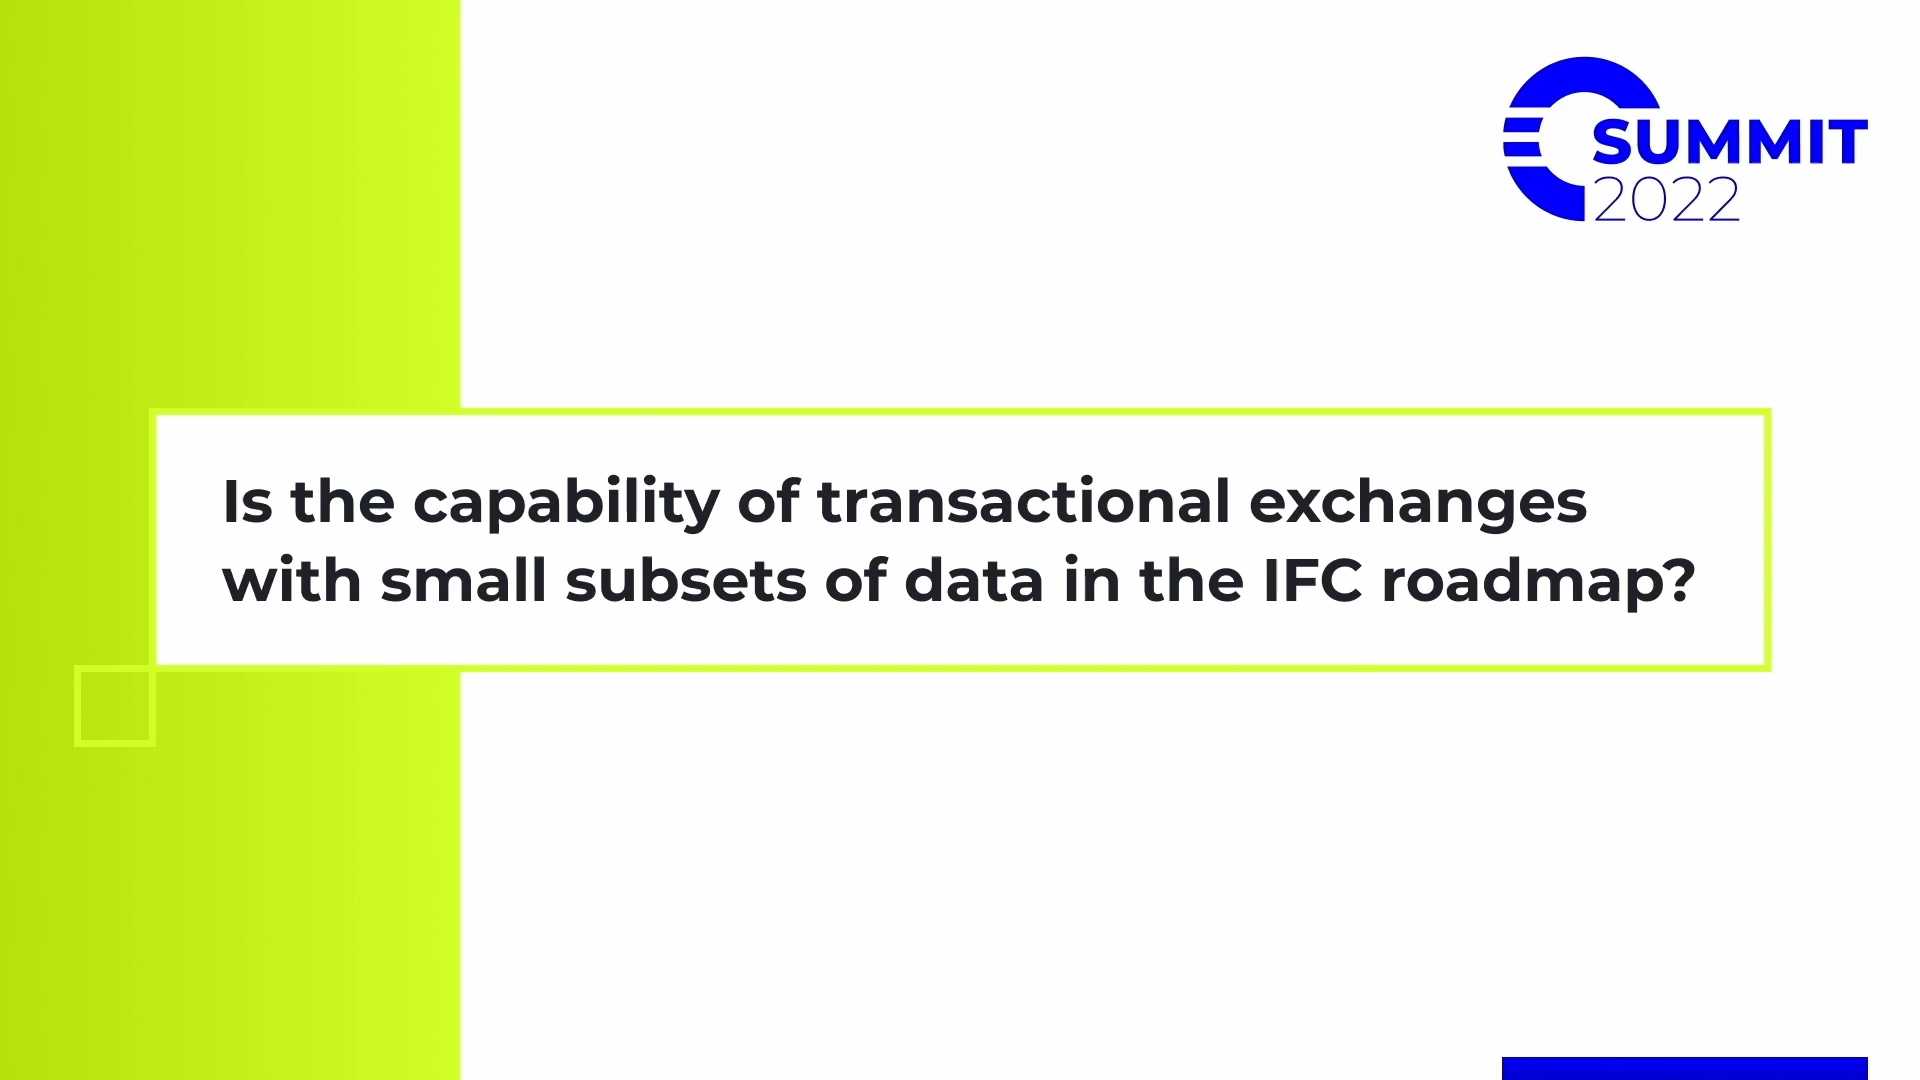 SUMMIT
2022
Is the capability of transactional exchanges
with small subsets of data in the IFC roadmap?